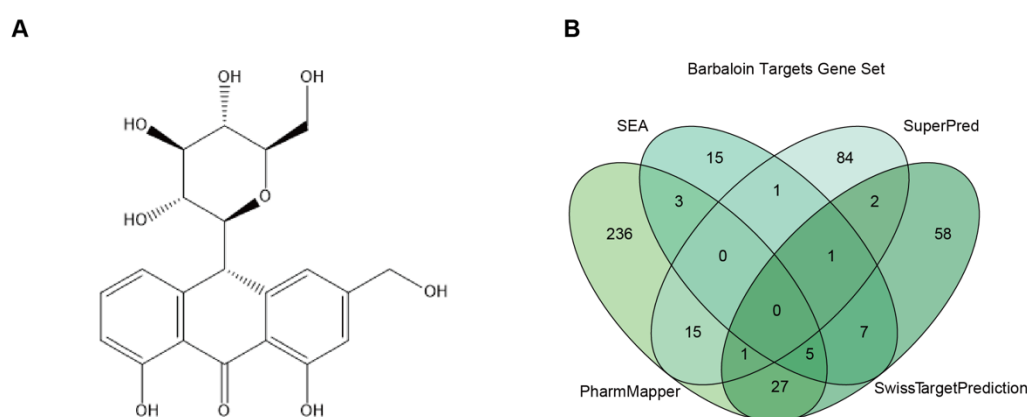 A
OH
OH
HO
HO
O
OH
OH
O
OH
B
Barbaloin Targets Gene Set
SEA
SuperPred
15
84
1
3
2
236
58
0
1
0
15
7
1
5
27
PharmMapper
SwissTargetPrediction